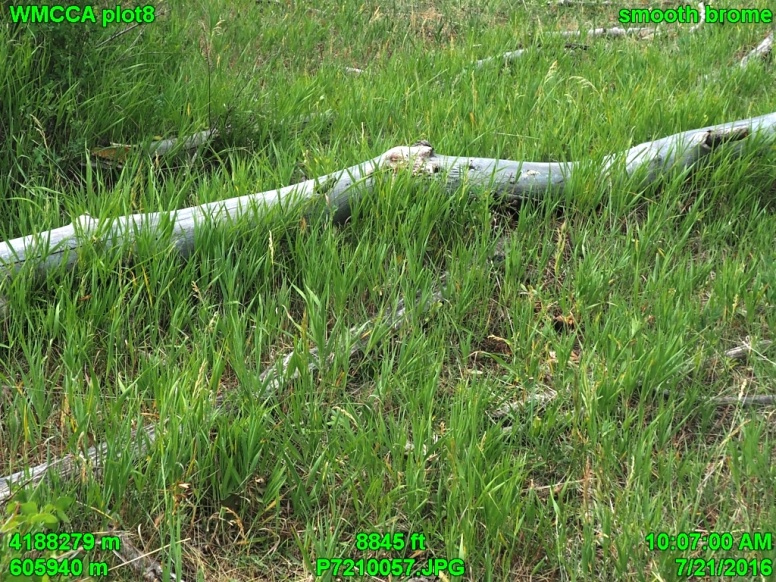 WMCCA plot8
smooth brome
4188279 m
8845 ft
10:07:00 AM
605940 m
P7210057.JPG
7/21/2016